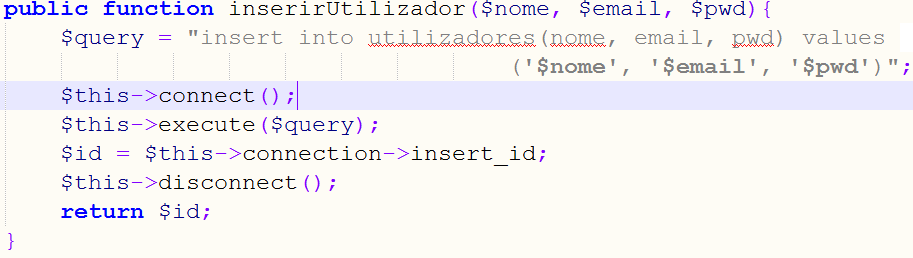 public function inserirUtilizador($nome, $email, $pwd){
$query = "insert into utilizadores(nome, email, pwd) values
('$nome', '$email', '$pwd')";
$this->connect();
$this->execute($query);
$id = $this->connection->insert_id;
$this->disconnect();
return $id;
}